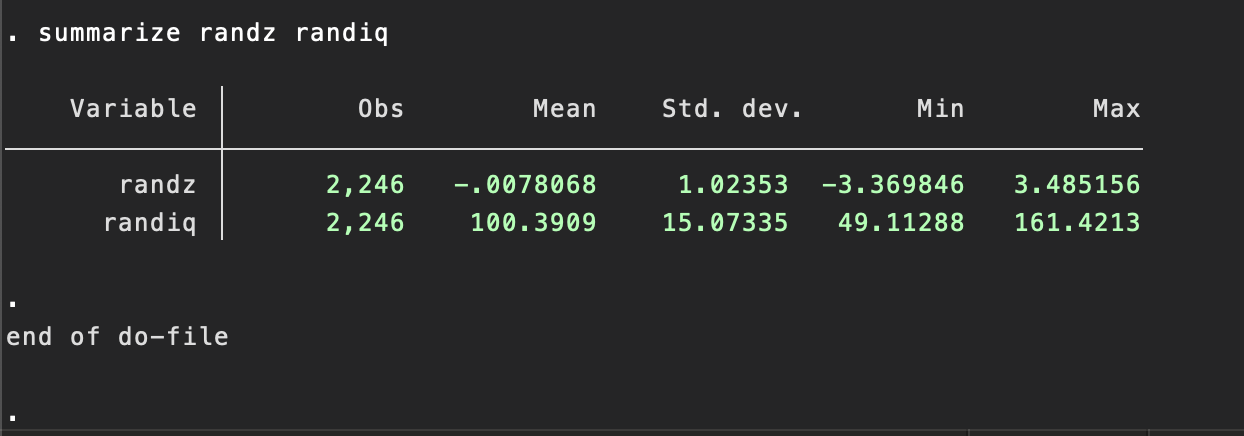 . summarize randz randiq
Variable Obs Mean Std. dev. Min Max
randz 2,246 -.0078068 1.02353 -3.369846 3.485156
randiq 2,246 100.3909 15.07335 49.11288 161.4213
.
end of do-file
.